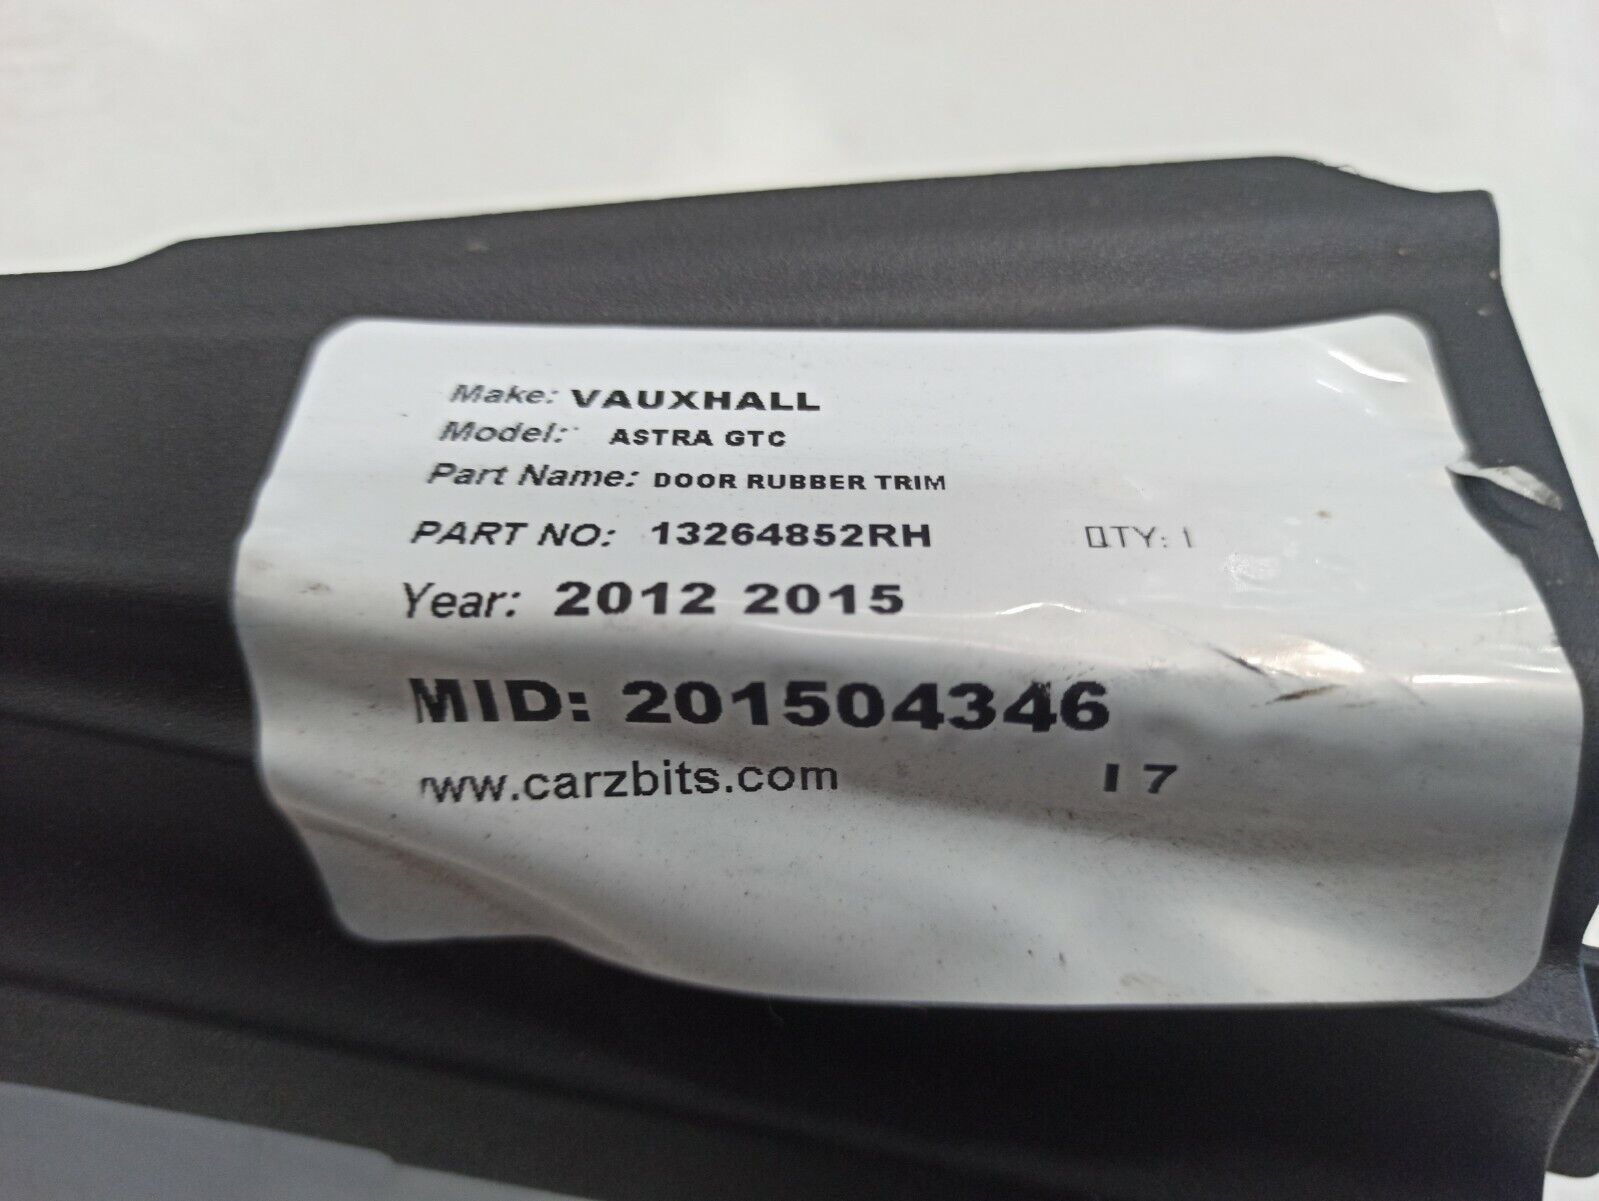 Make: VAUXHALL
Model: ASTRA GTC
Part Name: DOOR RUBBER TRIM
PART NO: 13264852RH QTY: 1
Year: 2012 2015
MID: 201504346
www.carzbits.com I 7